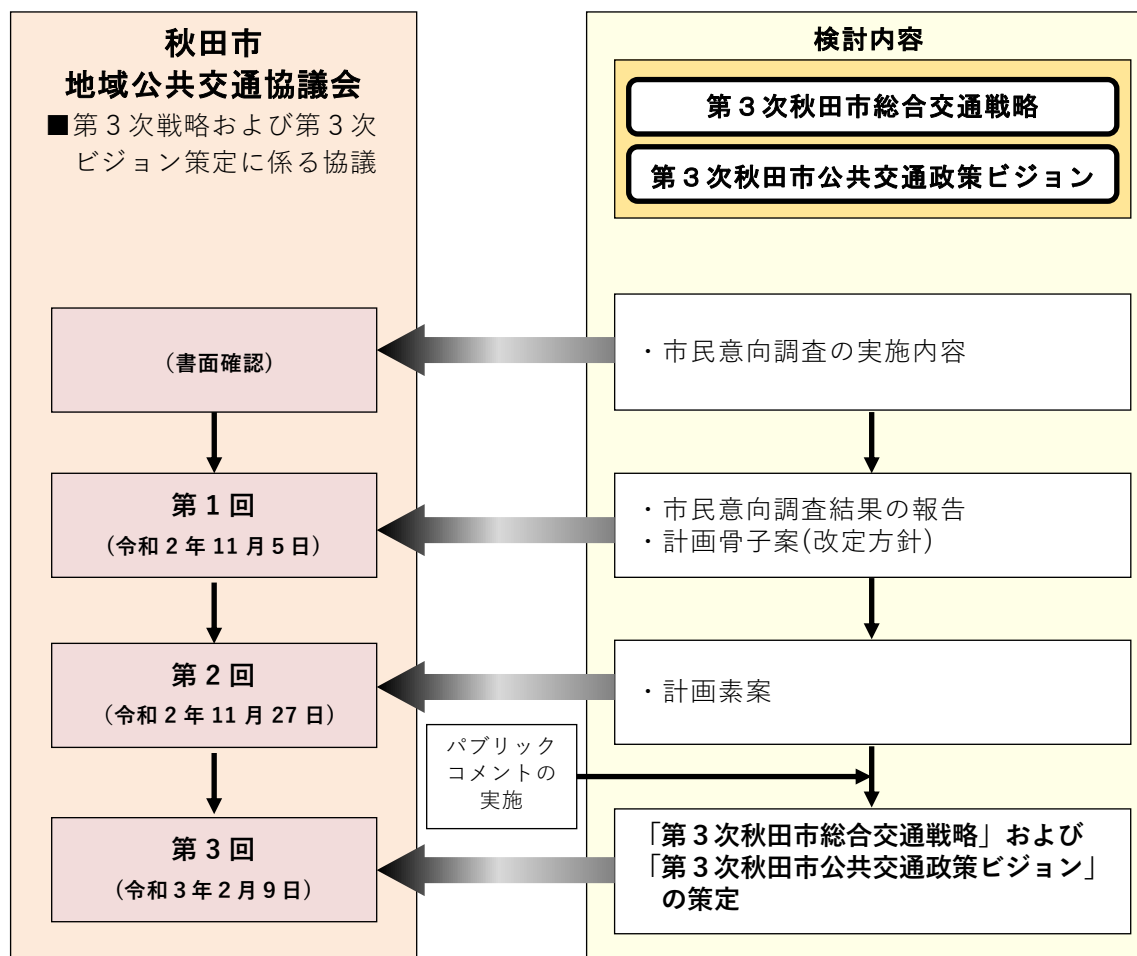 秋田市
地域公共交通協議会
■第３次戦略および第３次
ビジョン策定に係る協議
（書面確認）
第１回
（令和２年11月５日）
第２回
（令和２年11月27日）
第３回
（令和３年２月９日）
検討内容
第３次秋田市総合交通戦略
第３次秋田市公共交通政策ビジョン
・市民意向調査の実施内容
・市民意向調査結果の報告
・計画骨子案(改定方針)
・計画素案
パブリック
コメントの
実施
「第３次秋田市総合交通戦略」および
「第３次秋田市公共交通政策ビジョン」
の策定